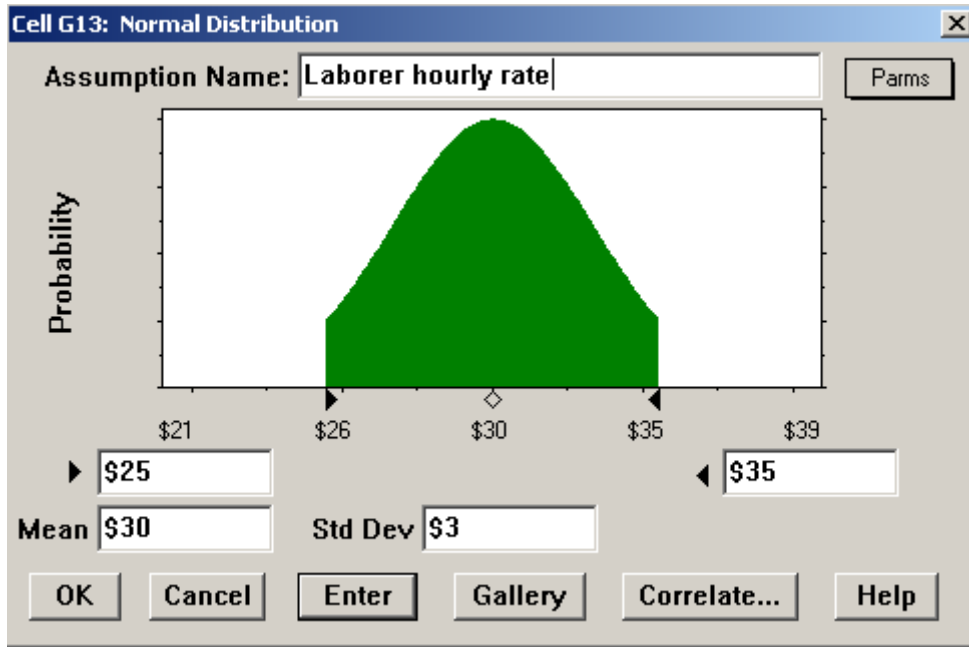 Cell G13: Normal Distribution
Assumption Name: Laborer hourly rate
Parms
Probability
$21 $26 $30 $35 $39
$25 $35
Mean $30 Std Dev $3
OK Cancel Enter Gallery Correlate... Help